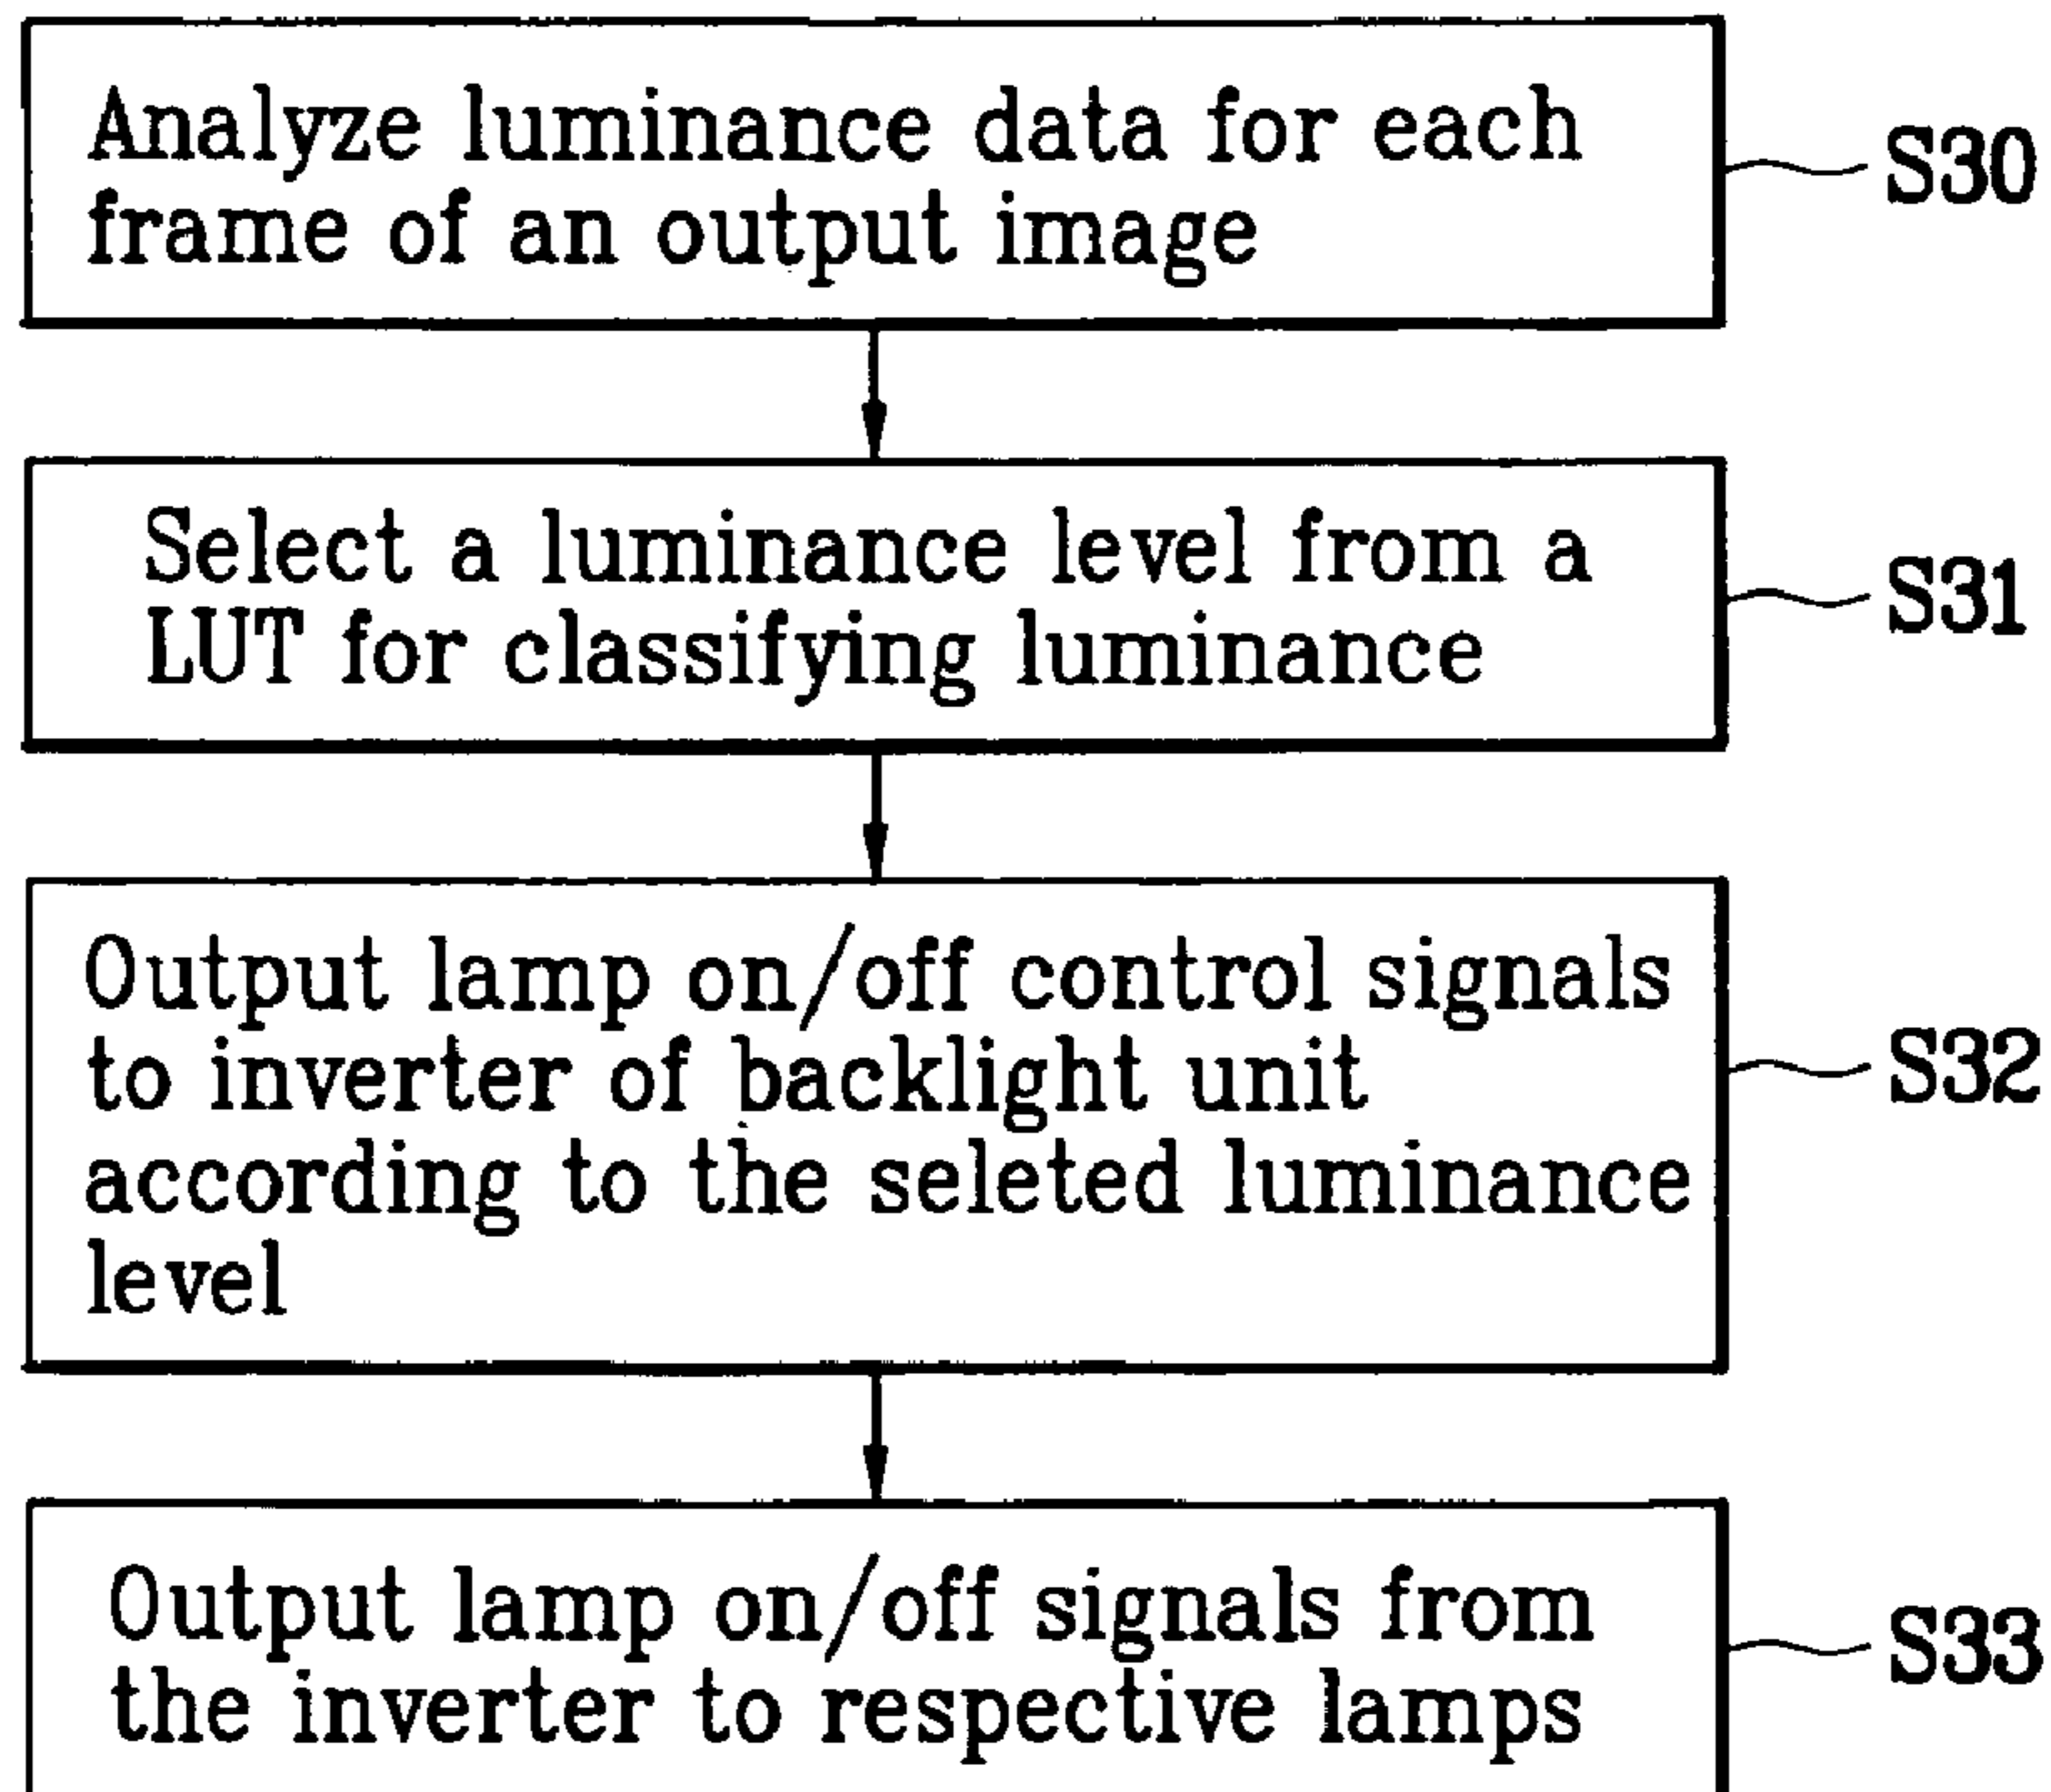 Analyze luminance data for each
frame of an output image
S30
Select a luminance level from a
LUT for classifying luminance
S31
Output lamp on/off control signals
to inverter of backlight unit
according to the seleted luminance
level
S32
Output lamp on/off signals from
the inverter to respective lamps
S33